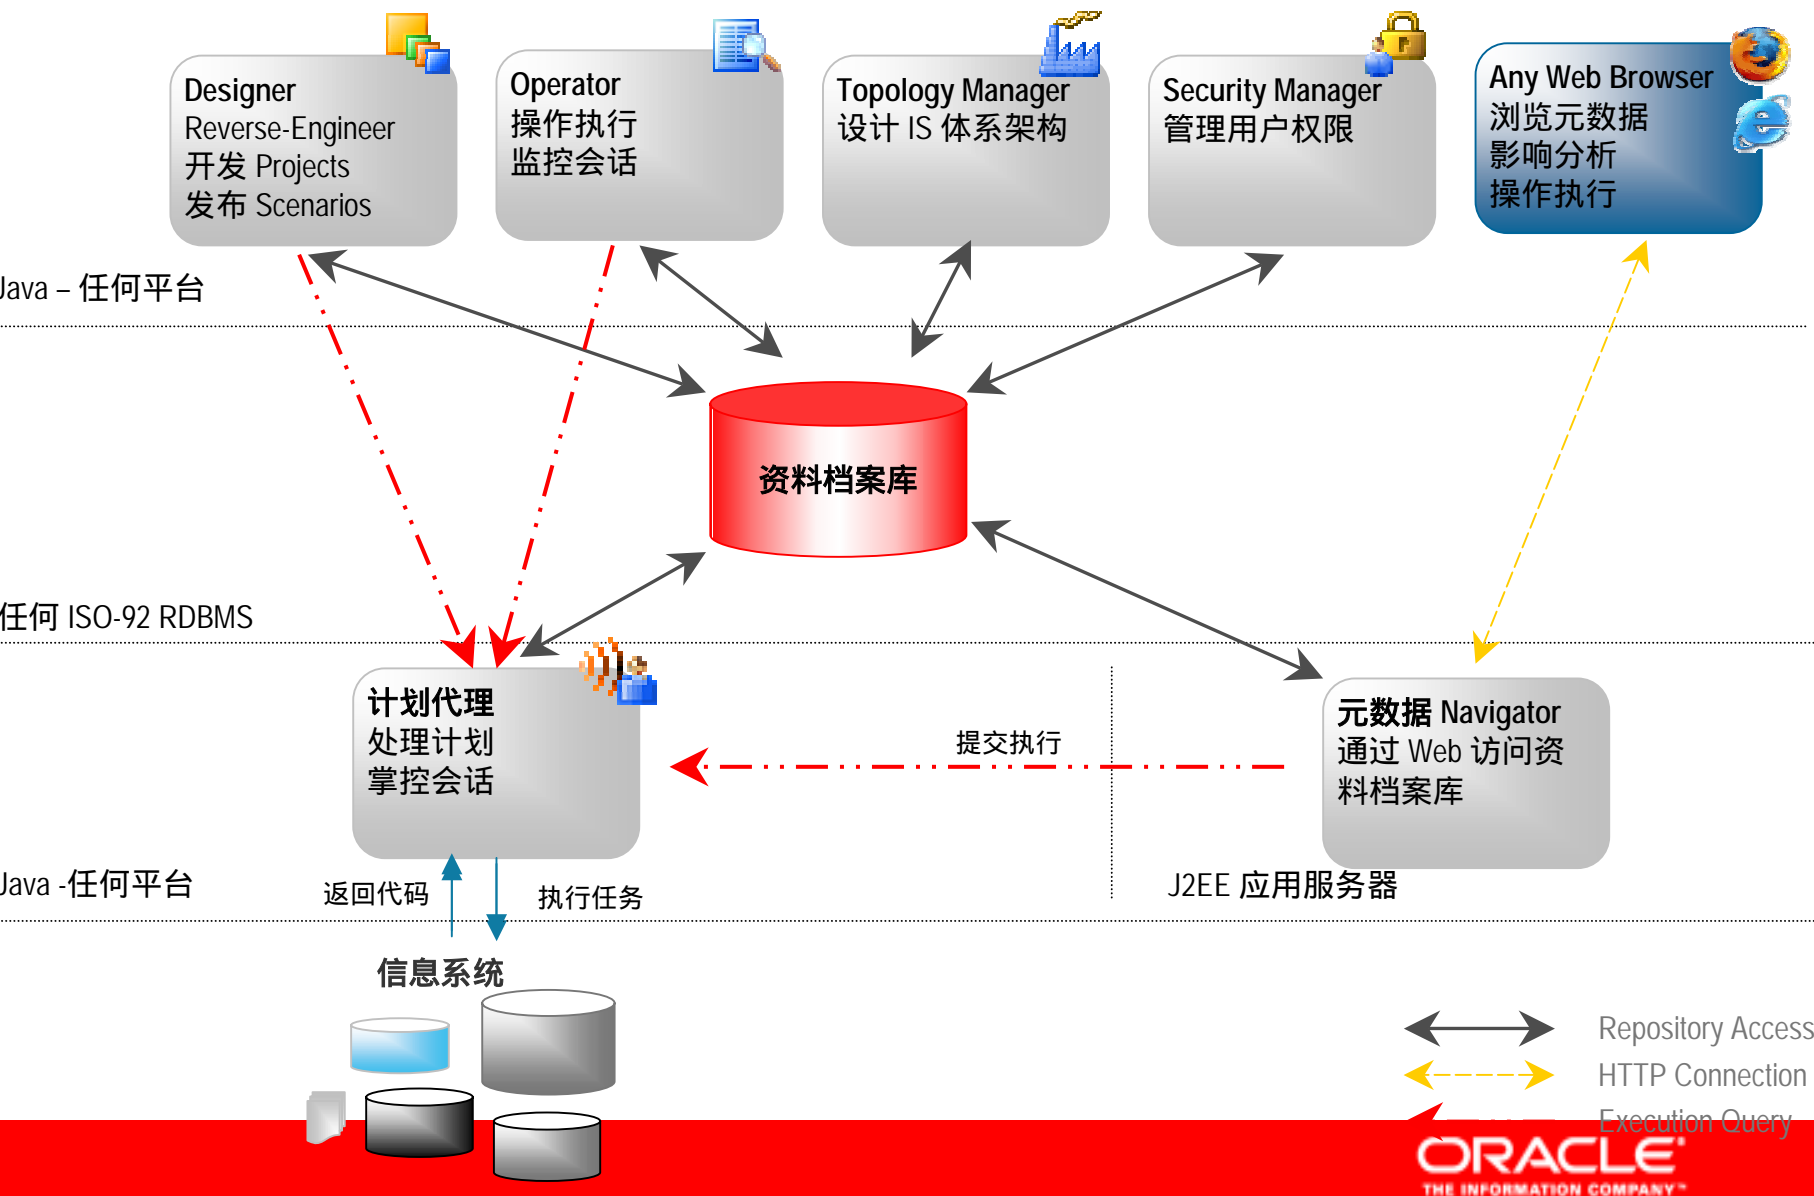 Designer
Reverse-Engineer
开发 Projects
发布 Scenarios
Operator
操作执行
监控会话
Topology Manager
设计 IS 体系架构
Security Manager
管理用户权限
Any Web Browser
浏览元数据
影响分析
操作执行
Java – 任何平台
资料档案库
任何 ISO-92 RDBMS
计划代理
处理计划
掌控会话
提交执行
元数据 Navigator
通过 Web 访问资
料档案库
Java -任何平台
返回代码
执行任务
J2EE 应用服务器
信息系统
Repository Access
HTTP Connection
Execution Query
ORACLE
THE INFORMATION COMPANY™